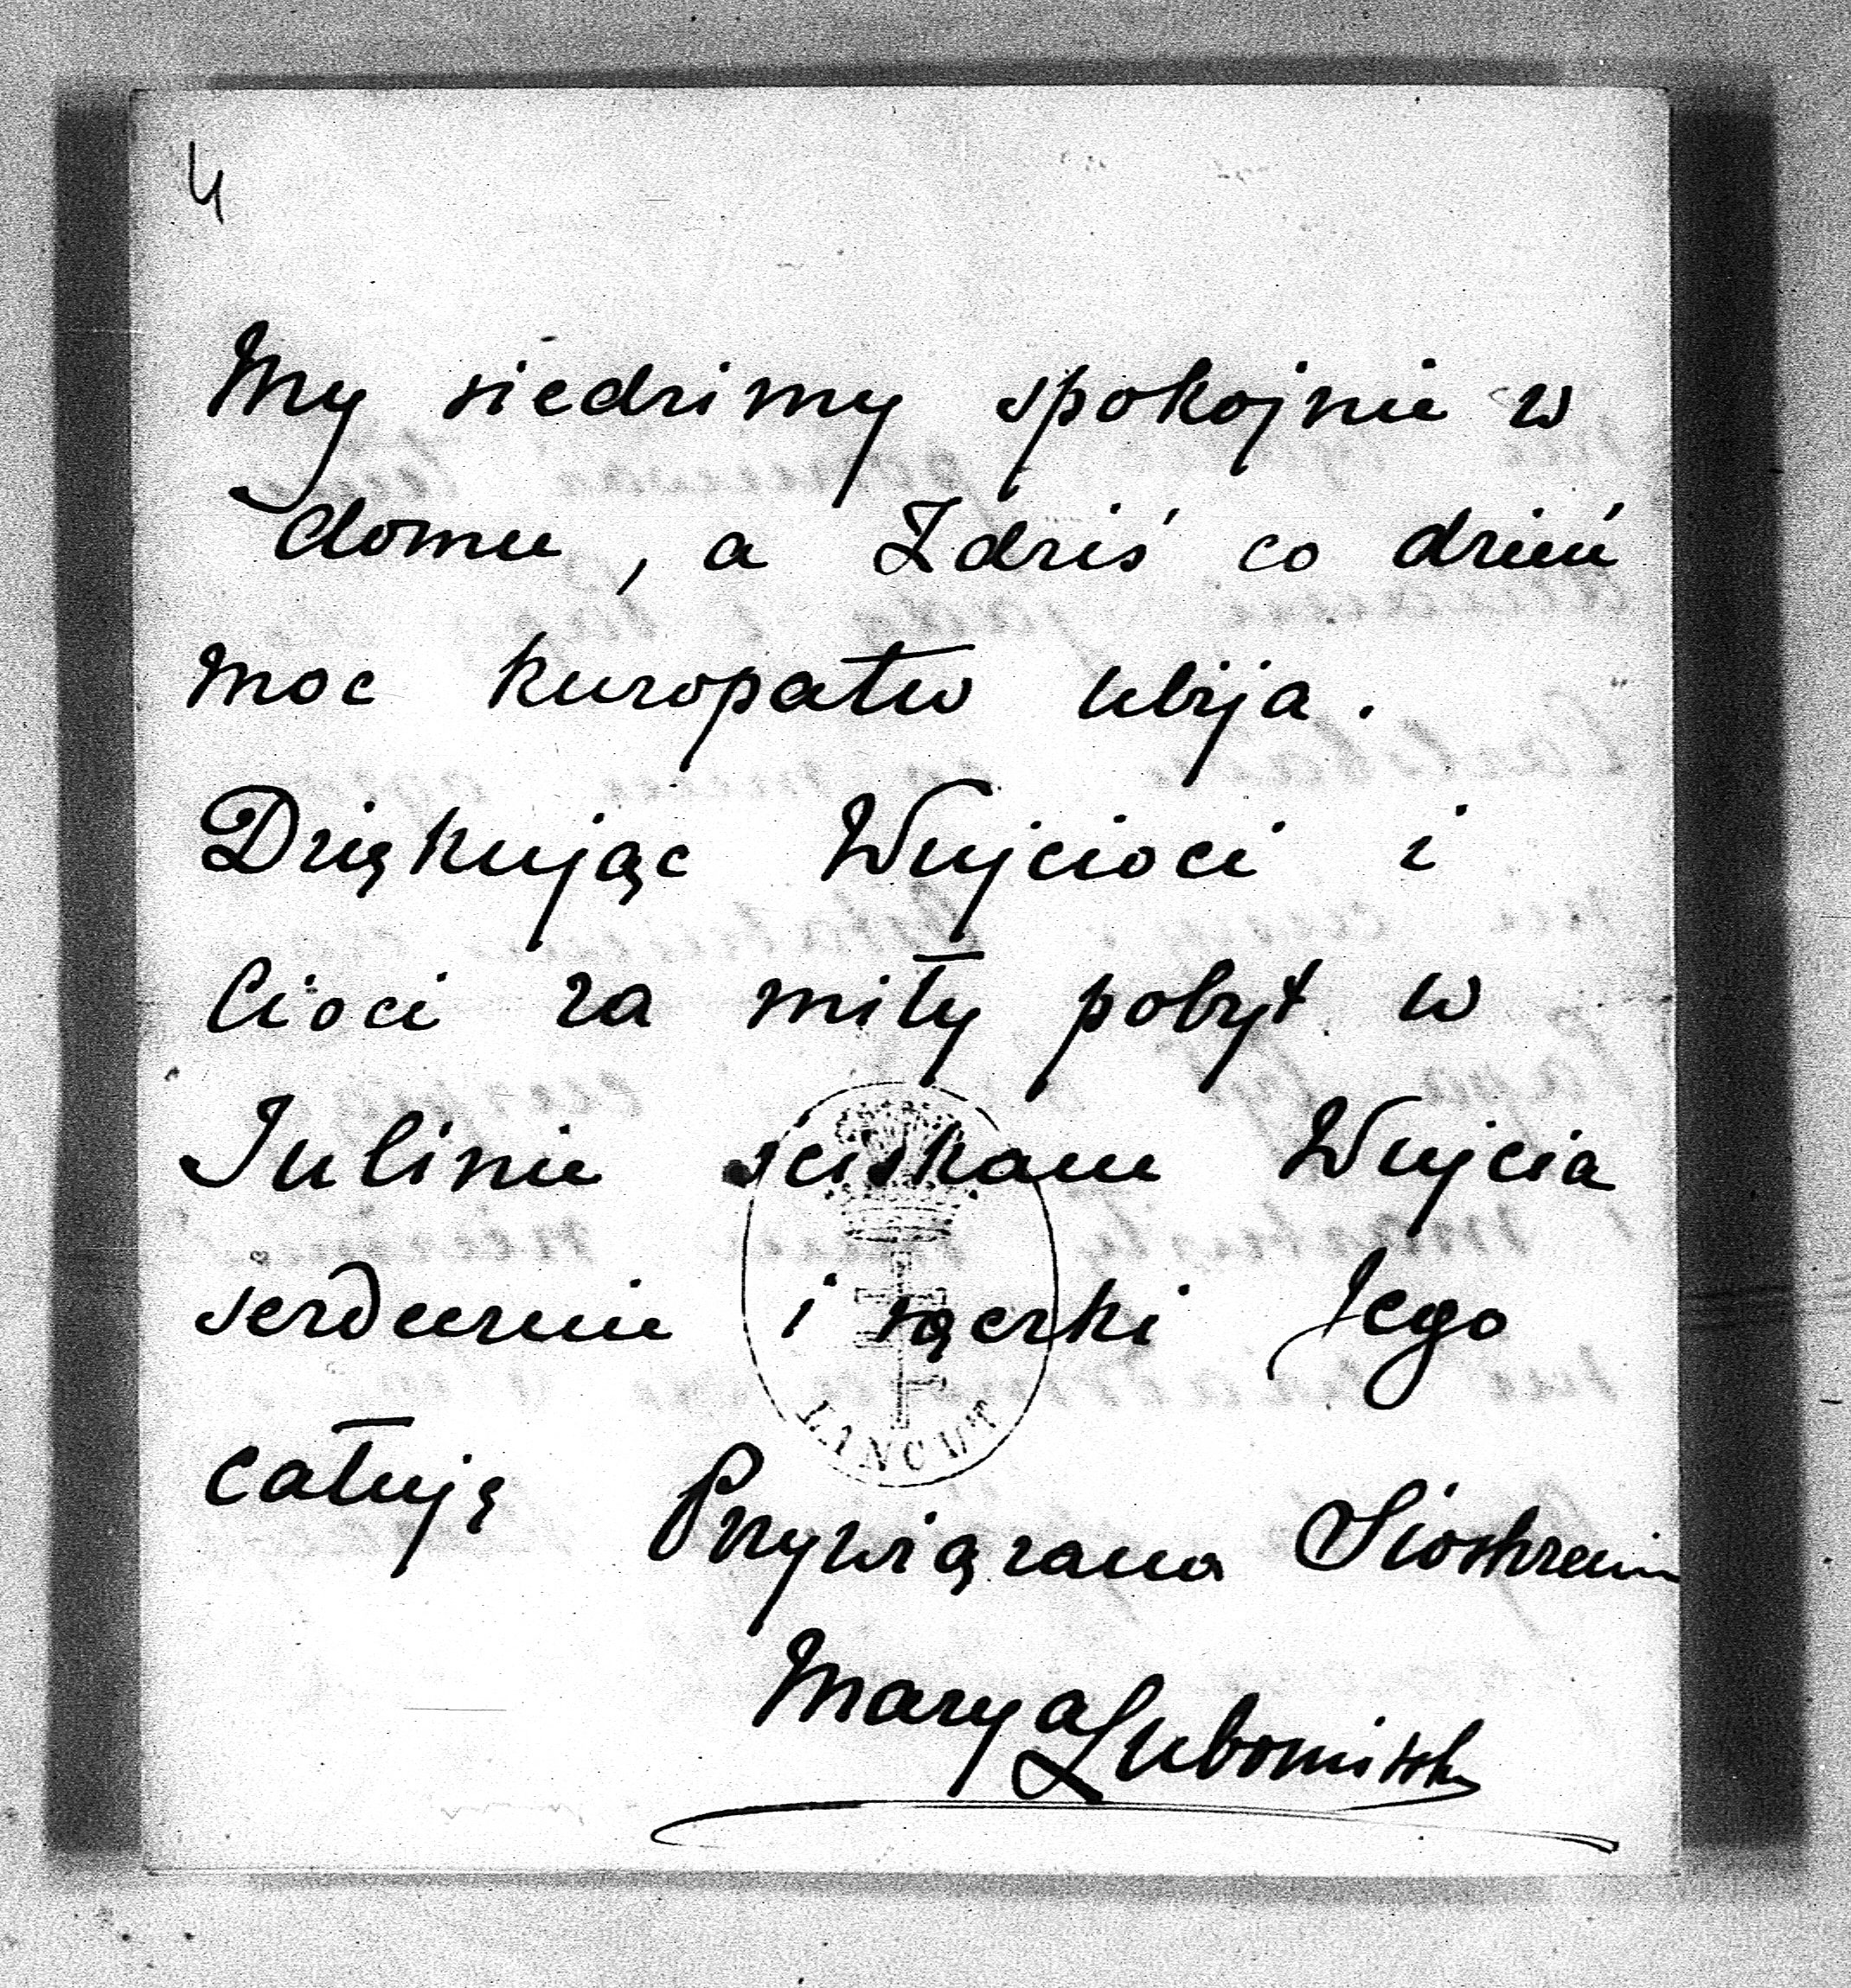 4
My siedzimy spokojnie w
domu, a Zdziś co dzień
moc kuropatw ubija.
Dziękując Wujcioci i
Cioci za miły pobyt w
Julinie ściskam Wujcia
serdecznie i rączki Jego
całuję Przywiązana Siostrzenica
Marya Lubomirska
ŁAŃCUT